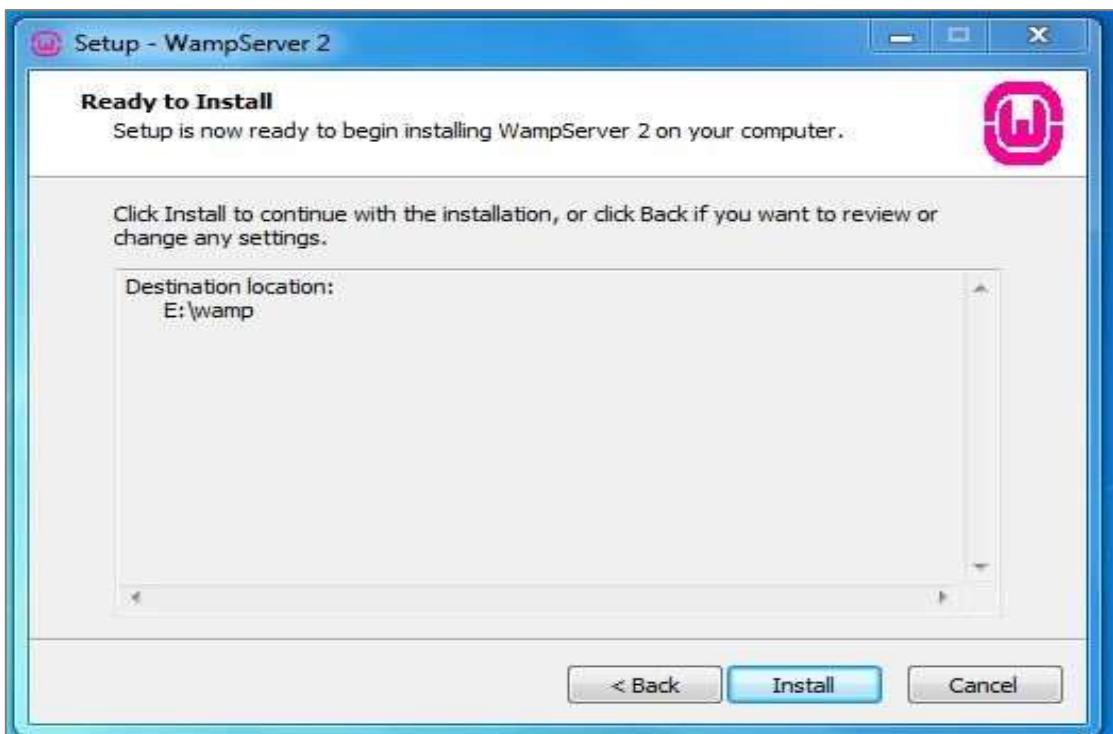 Setup - WampServer 2
Ready to Install
Setup is now ready to begin installing WampServer 2 on your computer.
Click Install to continue with the installation, or click Back if you want to review or
change any settings.
Destination location:
E:\wamp
< Back
Install
Cancel